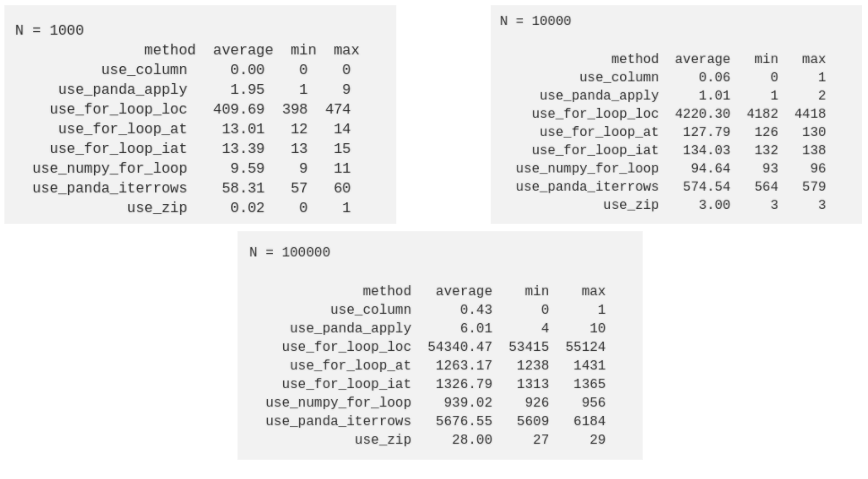 N = 1000
method average min max
use_column 0.00 0 0
use_panda_apply 1.95 1 9
use_for_loop_loc 409.69 398 474
use_for_loop_at 13.01 12 14
use_for_loop_iat 13.39 13 15
use_numpy_for_loop 9.59 9 11
use_panda_iterrows 58.31 57 60
use_zip 0.02 0 1
N = 10000
method average min max
use_column 0.06 0 1
use_panda_apply 1.01 1 2
use_for_loop_loc 4220.30 4182 4418
use_for_loop_at 127.79 126 130
use_for_loop_iat 134.03 132 138
use_numpy_for_loop 94.64 93 96
use_panda_iterrows 574.54 564 579
use_zip 3.00 3 3
N = 100000
method average min max
use_column 0.43 0 1
use_panda_apply 6.01 4 10
use_for_loop_loc 54340.47 53415 55124
use_for_loop_at 1263.17 1238 1431
use_for_loop_iat 1326.79 1313 1365
use_numpy_for_loop 939.02 926 956
use_panda_iterrows 5676.55 5609 6184
use_zip 28.00 27 29